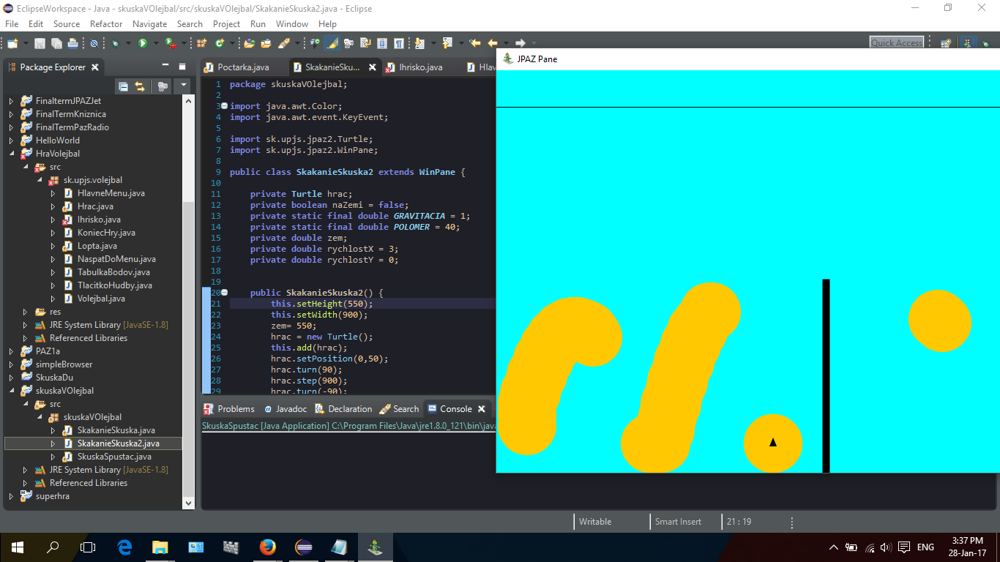 EclipseWorkspace - Java - skuskaVOlejbal/src/skuskaVOlejbal/SkakanieSkuska2.java - Eclipse
File Edit Source Refactor Navigate Search Project Run Window Help
Quick Access
Package Explorer
FinaltermJPAZJet
FinalTermKniznica
FinalTermPazRadio
HelloWorld
HraVolejbal
src
sk.upjs.volejbal
HlavneMenu.java
Hrac.java
Ihrisko.java
KoniecHry.java
Lopta.java
NaspatDoMenu.java
TabulkaBodov.java
TlacitkoHudby.java
Volejbal.java
res
JRE System Library [JavaSE-1.8]
Referenced Libraries
PAZ1a
simpleBrowser
SkuskaDu
skuskaVOlejbal
src
skuskaVOlejbal
SkakanieSkuska.java
SkakanieSkuska2.java
SkuskaSpustac.java
JRE System Library [JavaSE-1.8]
Referenced Libraries
superhra
Poctarka.java SkakanieSku... Ihrisko.java Hlav
1 package skuskaVOlejbal;
2
3 import java.awt.Color;
4 import java.awt.event.KeyEvent;
5
6 import sk.upjs.jpaz2.Turtle;
7 import sk.upjs.jpaz2.WinPane;
8
9 public class SkakanieSkuska2 extends WinPane {
10
11 private Turtle hrac;
12 private boolean naZemi = false;
13 private static final double GRAVITACIA = 1;
14 private static final double POLOMER = 40;
15 private double zem;
16 private double rychlostX = 3;
17 private double rychlostY = 0;
18
19
20 public SkakanieSkuska2() {
21 this.setHeight(550);
22 this.setWidth(900);
23 zem= 550;
24 hrac = new Turtle();
25 this.add(hrac);
26 hrac.setPosition(0,50);
27 hrac.turn(90);
28 hrac.step(900);
29 hrac.turn(-90);
Problems Javadoc Declaration Search Console
SkuskaSpustac [Java Application] C:\Program Files\Java\jre1.8.0_121\bin\java
JPAZ Pane
Writable Smart Insert 21 : 19
ENG
3:37 PM
28-Jan-17